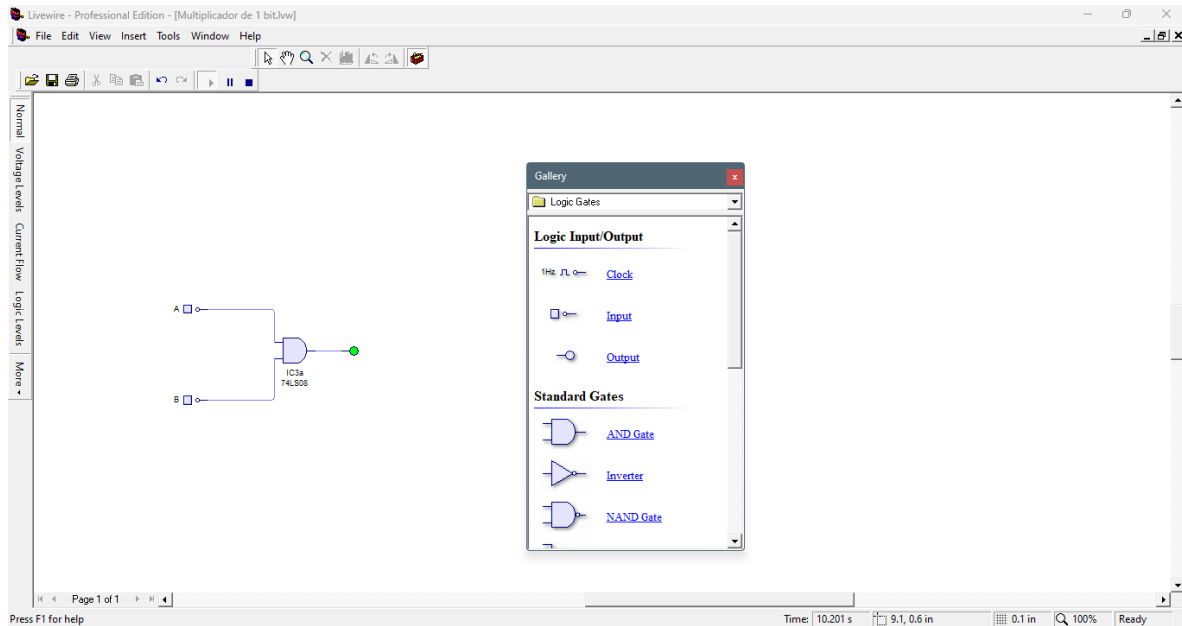 Livewire - Professional Edition - [Multiplicador de 1 bit.lvw]
File Edit View Insert Tools Window Help
Normal
Voltage Levels
Current Flow
Logic Levels
More
A
B
IC3a
74LS08
Gallery
x
Logic Gates
Logic Input/Output
1Hz
Clock
Input
Output
Standard Gates
AND Gate
Inverter
NAND Gate
Page 1 of 1
Press F1 for help
Time: 10.201 s 9.1, 0.6 in 0.1 in 100% Ready